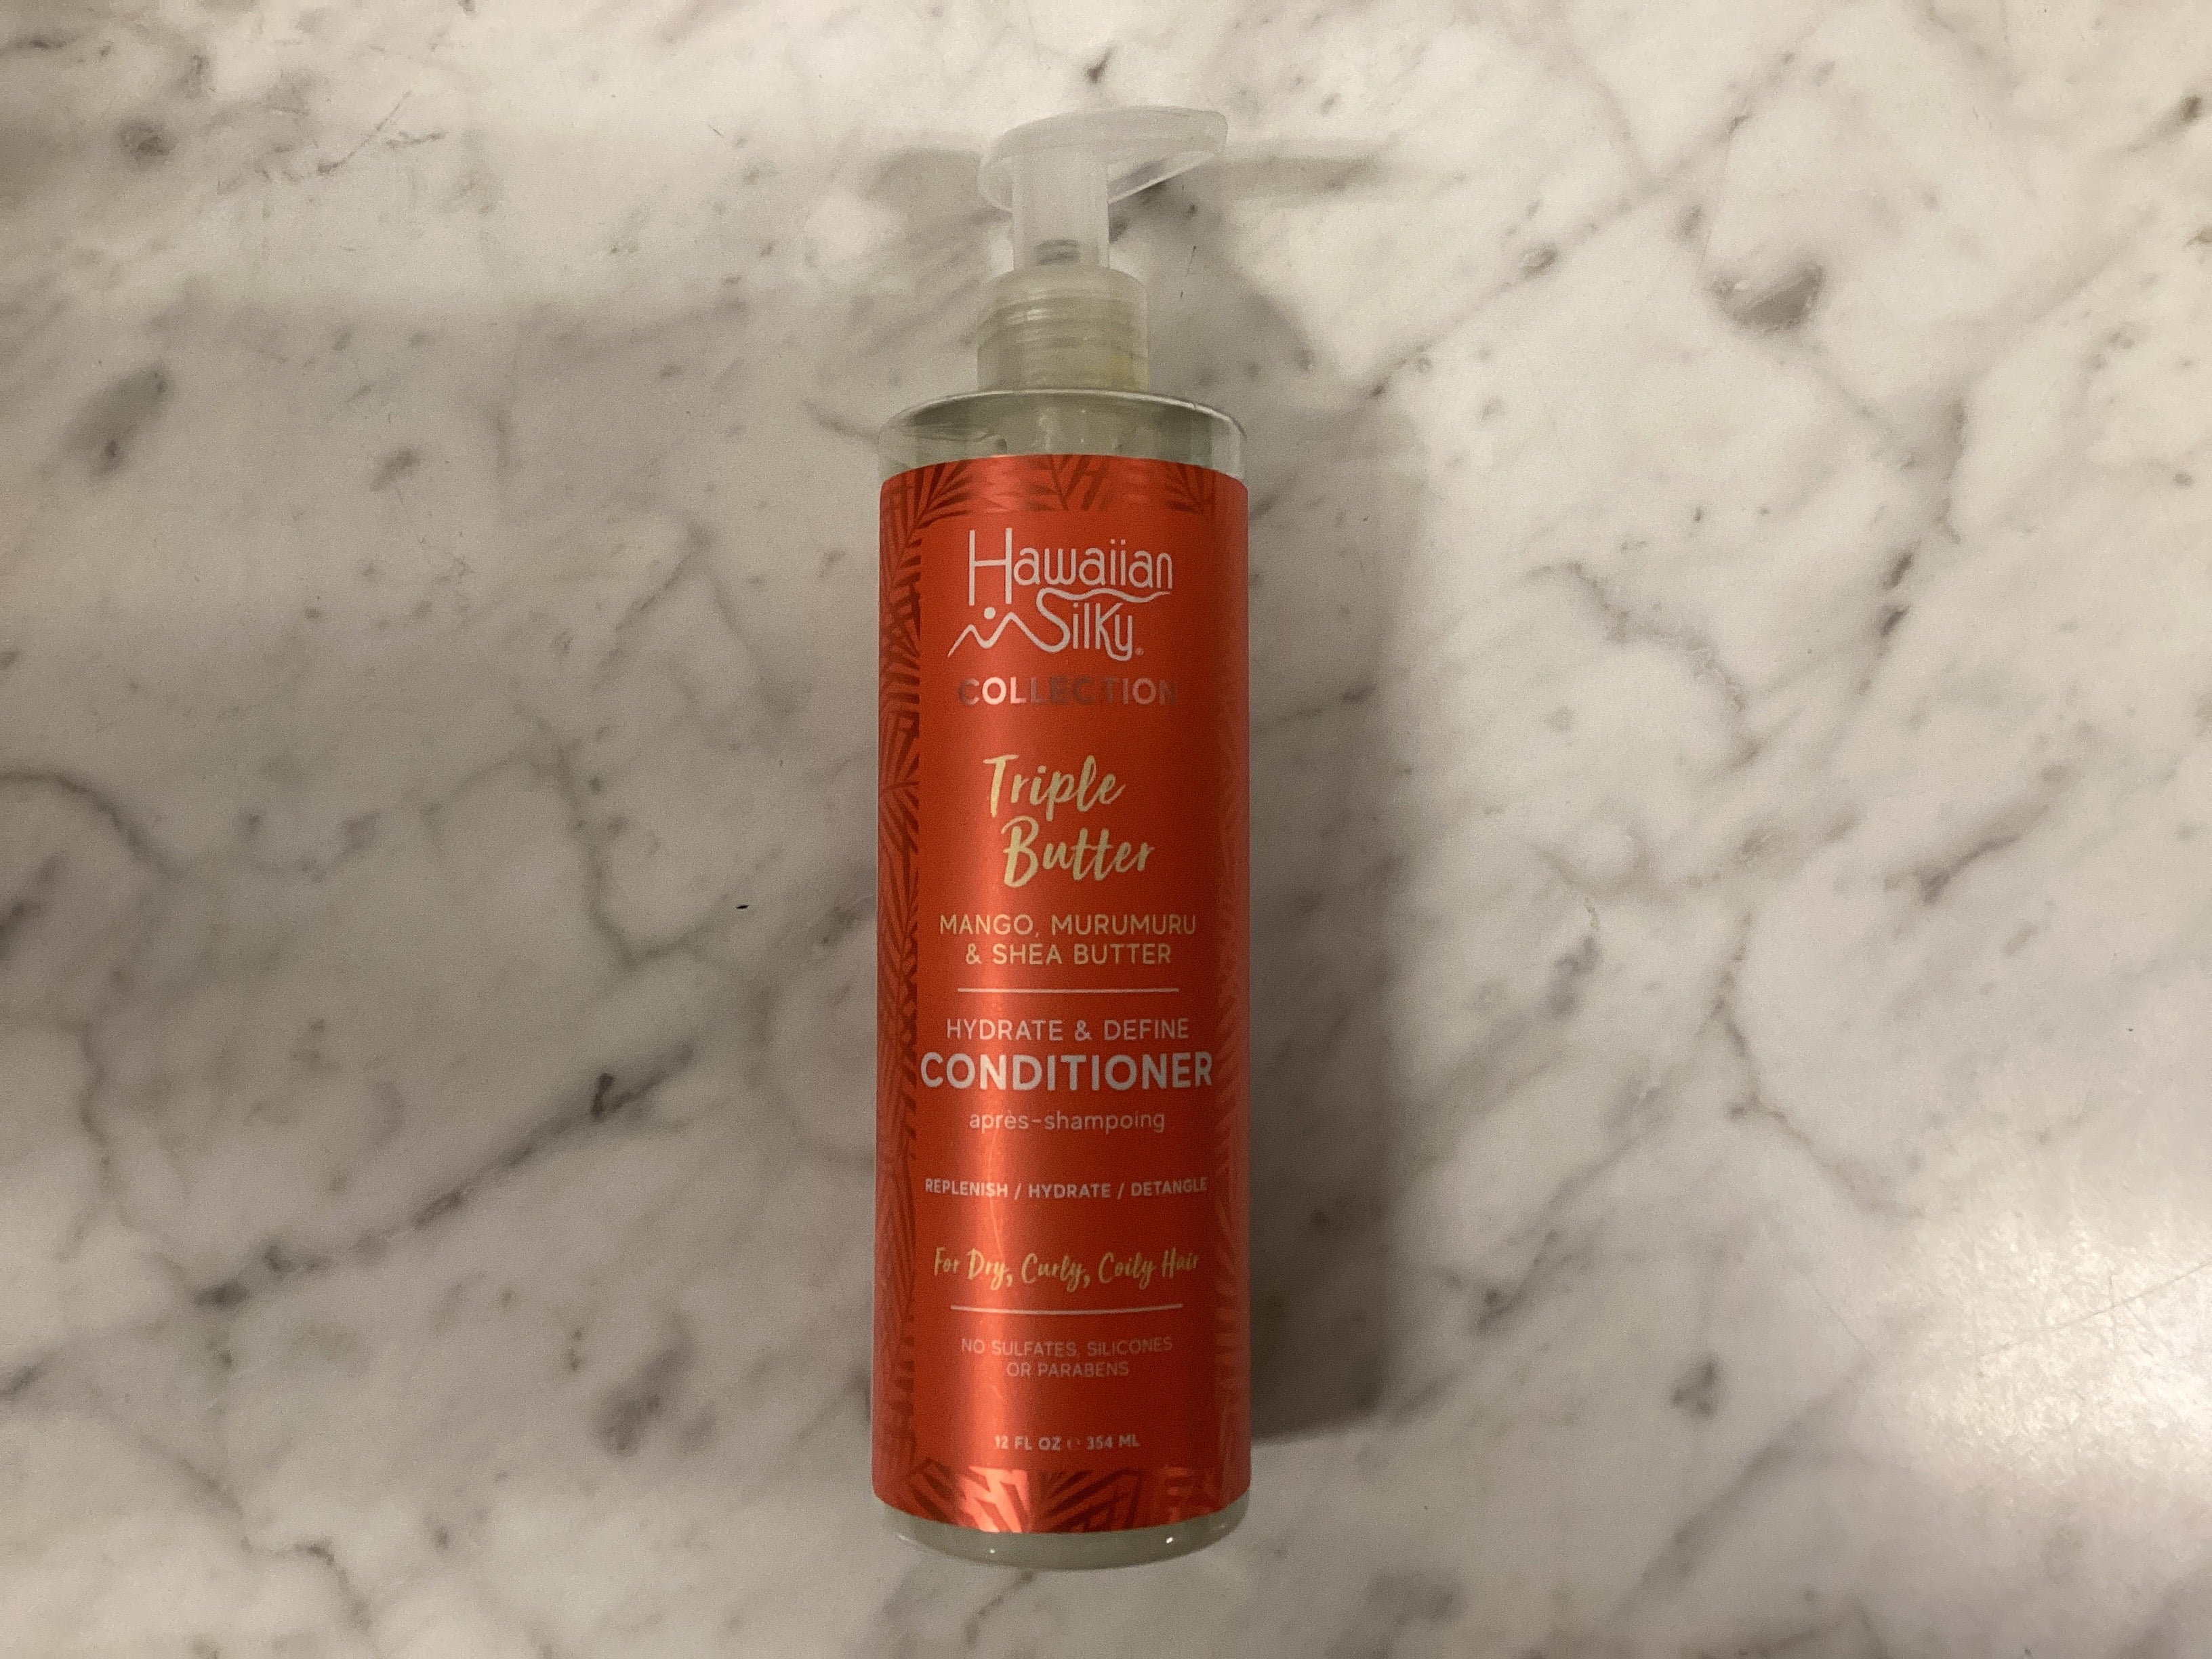 Hawaiian
Silky®
COLLECTION
Triple
Butter
MANGO, MURUMURU
& SHEA BUTTER
HYDRATE & DEFINE
CONDITIONER
après-shampoing
REPLENISH / HYDRATE / DETANGLE
For Dry, Curly, Coily Hair
NO SULFATES, SILICONES
OR PARABENS
12 FL OZ ℮ 354 ML